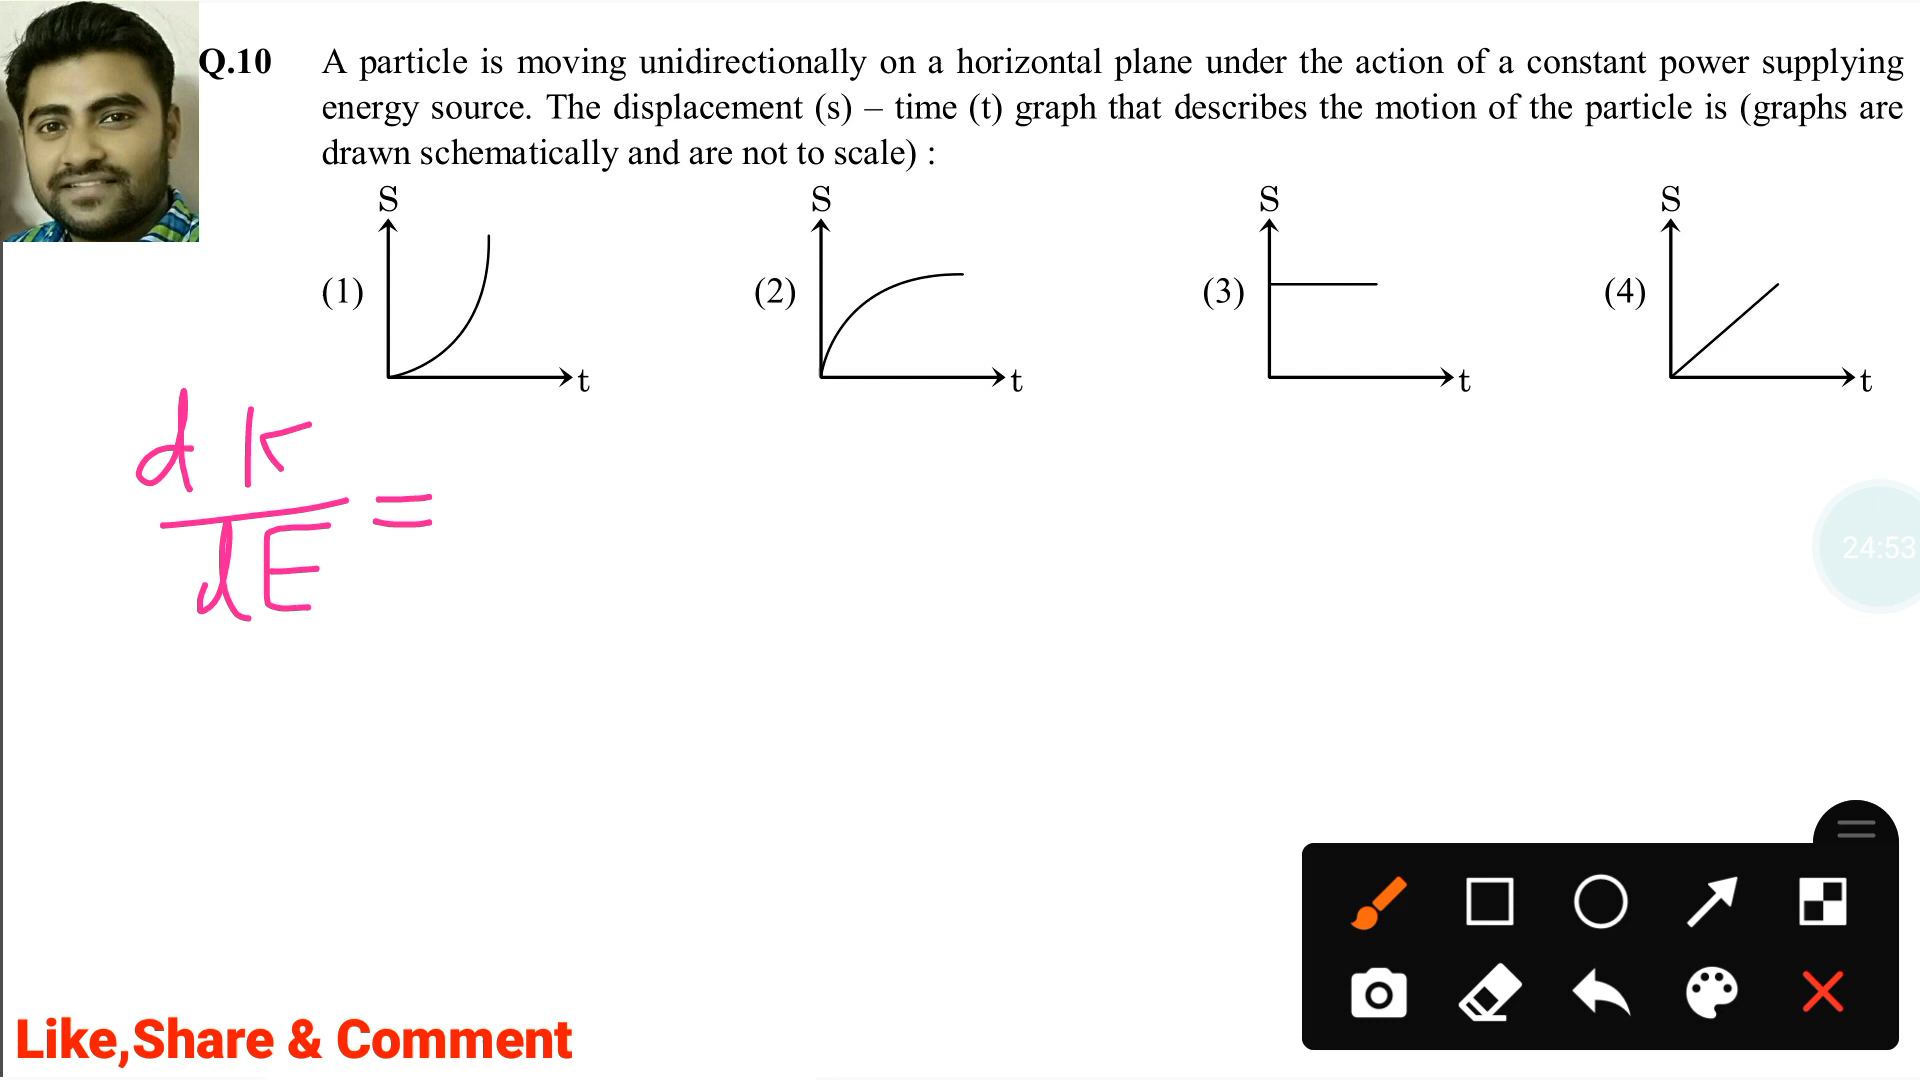 Q.10 A particle is moving unidirectionally on a horizontal plane under the action of a constant power supplying
energy source. The displacement (s) – time (t) graph that describes the motion of the particle is (graphs are
drawn schematically and are not to scale) :
S S S S
(1) (2) (3) (4)
t t t t
dK
dE =
24:53
Like,Share & Comment